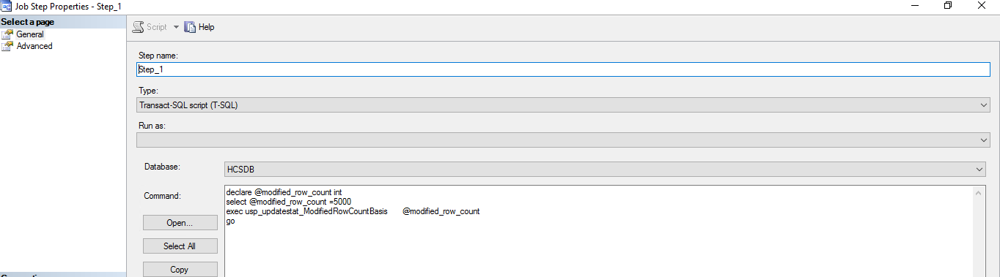 Job Step Properties - Step_1
Select a page
General
Advanced
Script
Help
Step name:
Step_1
Type:
Transact-SQL script (T-SQL)
Run as:
Database:
HCSDB
Command:
declare @modified_row_count int
select @modified_row_count =5000
exec usp_updatestat_ModifiedRowCountBasis @modified_row_count
go
Open...
Select All
Copy